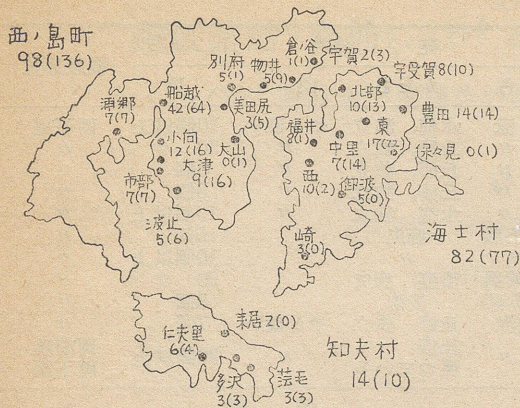 西ノ島町
98(136)
浦郷
7(7)
船越
42(64)
別府
5(1)
物井
5(9)
倉谷
1(1)
宇賀2(3)
美田尻
3(5)
小向
12(16)
大山
0(1)
大津
9(16)
市部
7(7)
波止
5(6)
宇受賀8(10)
北部
10(13)
豊田 14(14)
東
17(22)
保々見 0(1)
福井
8(1)
中里
7(14)
西
10(2)
御波
5(0)
崎
3(0)
海士村
82(77)
仁夫里
6(4)
来居2(0)
多沢
3(3)
薄毛
3(3)
知夫村
14(10)